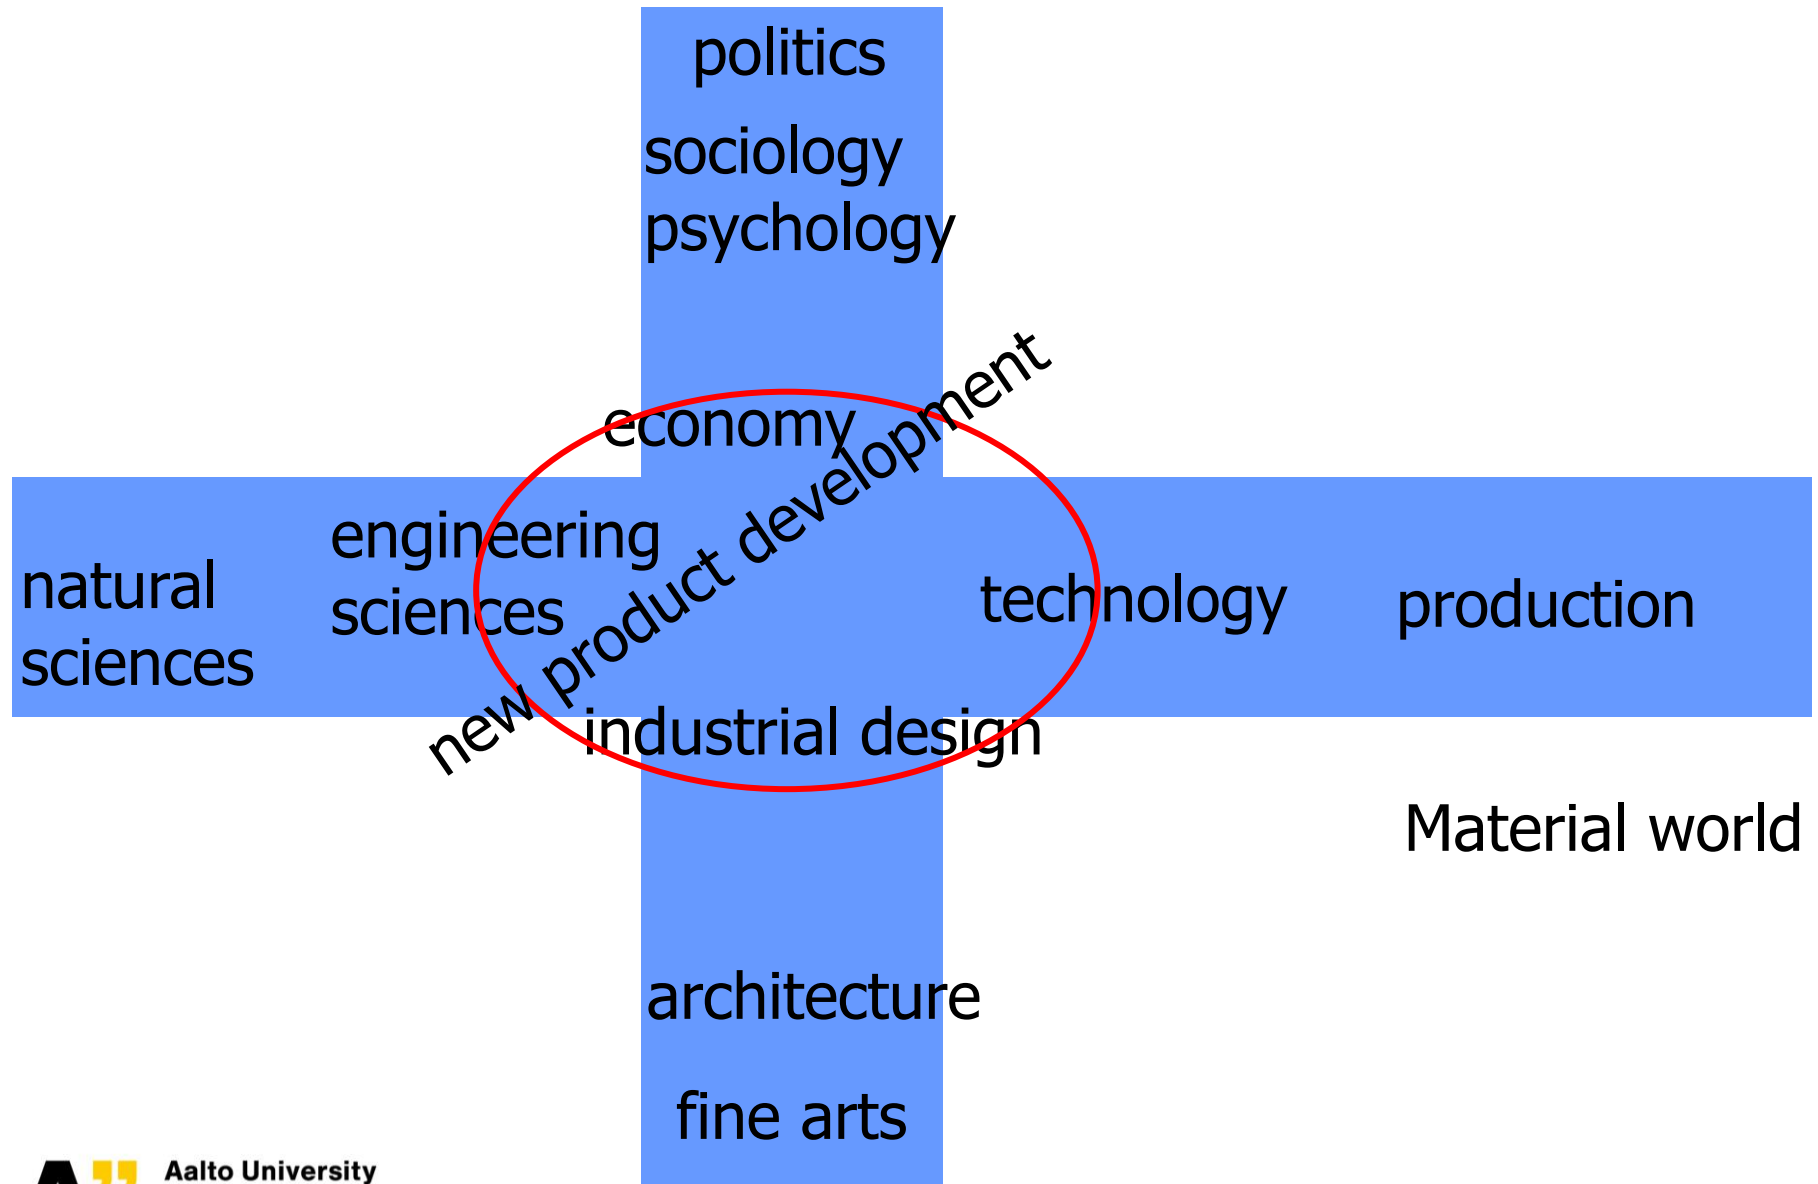 politics
sociology
psychology
economy
new product development
engineering
sciences
natural
sciences
technology
production
industrial design
Material world
architecture
fine arts
Aalto University